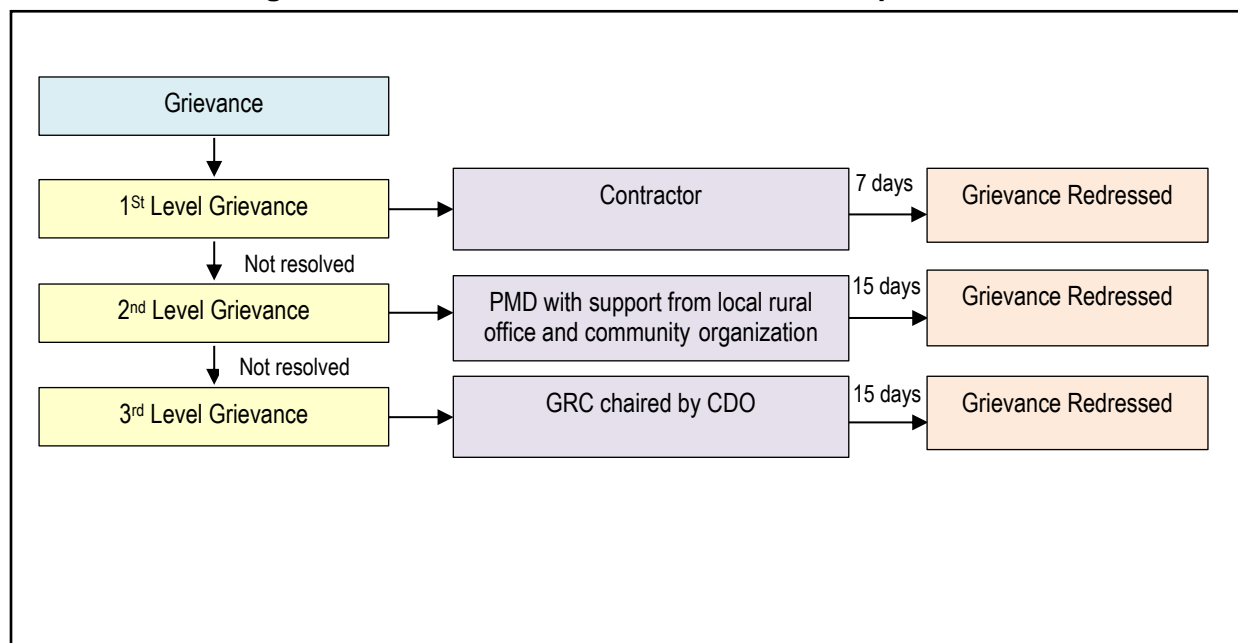 Grievance
1St Level Grievance
Contractor
7 days
Grievance Redressed
Not resolved
2nd Level Grievance
PMD with support from local rural
office and community organization
15 days
Grievance Redressed
Not resolved
3rd Level Grievance
GRC chaired by CDO
15 days
Grievance Redressed